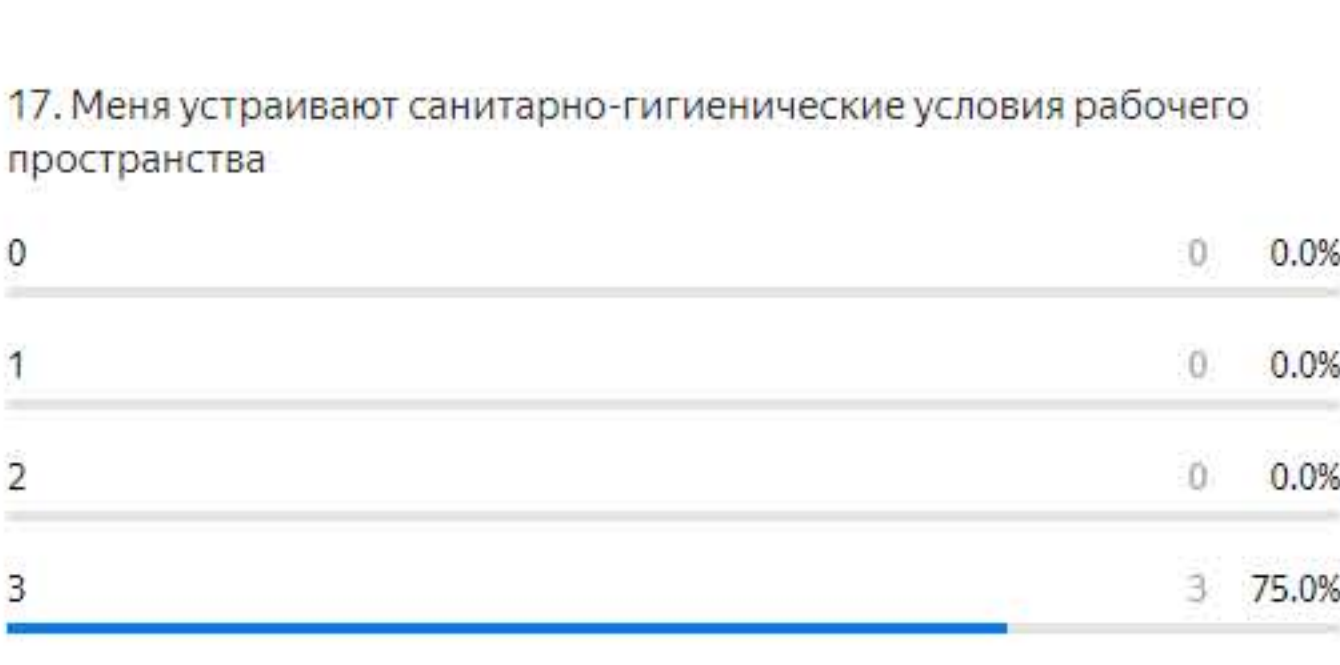 17. Меня устраивают санитарно-гигиенические условия рабочего
пространства
0 0 0.0%
1 0 0.0%
2 0 0.0%
3 3 75.0%